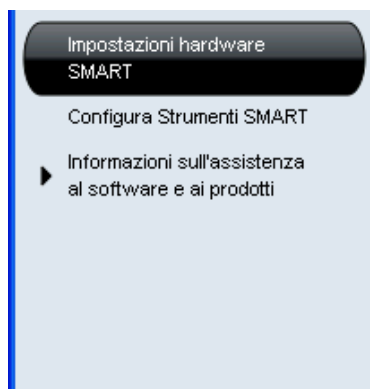 Impostazioni hardware
SMART
Configura Strumenti SMART
Informazioni sull'assistenza
al software e ai prodotti